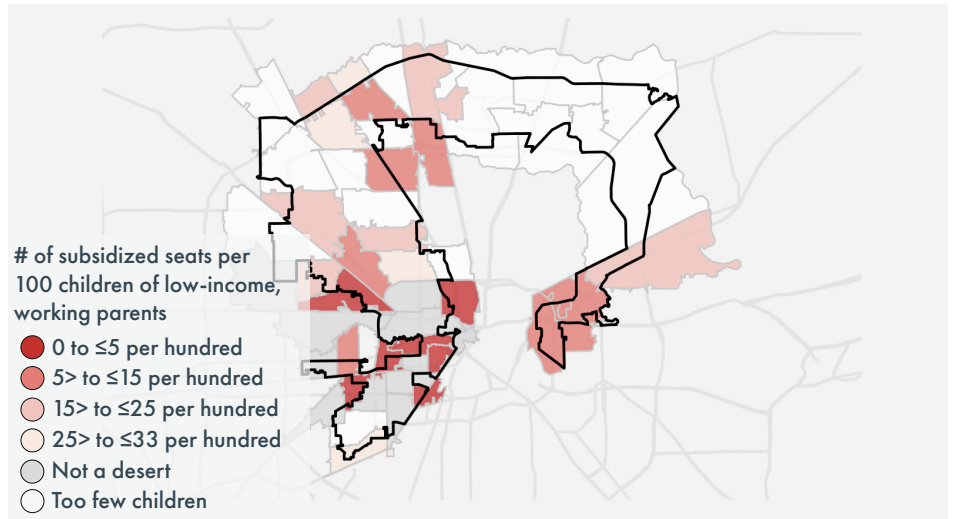 # of subsidized seats per
100 children of low-income,
working parents
0 to ≤5 per hundred
5> to ≤15 per hundred
15> to ≤25 per hundred
25> to ≤33 per hundred
Not a desert
Too few children